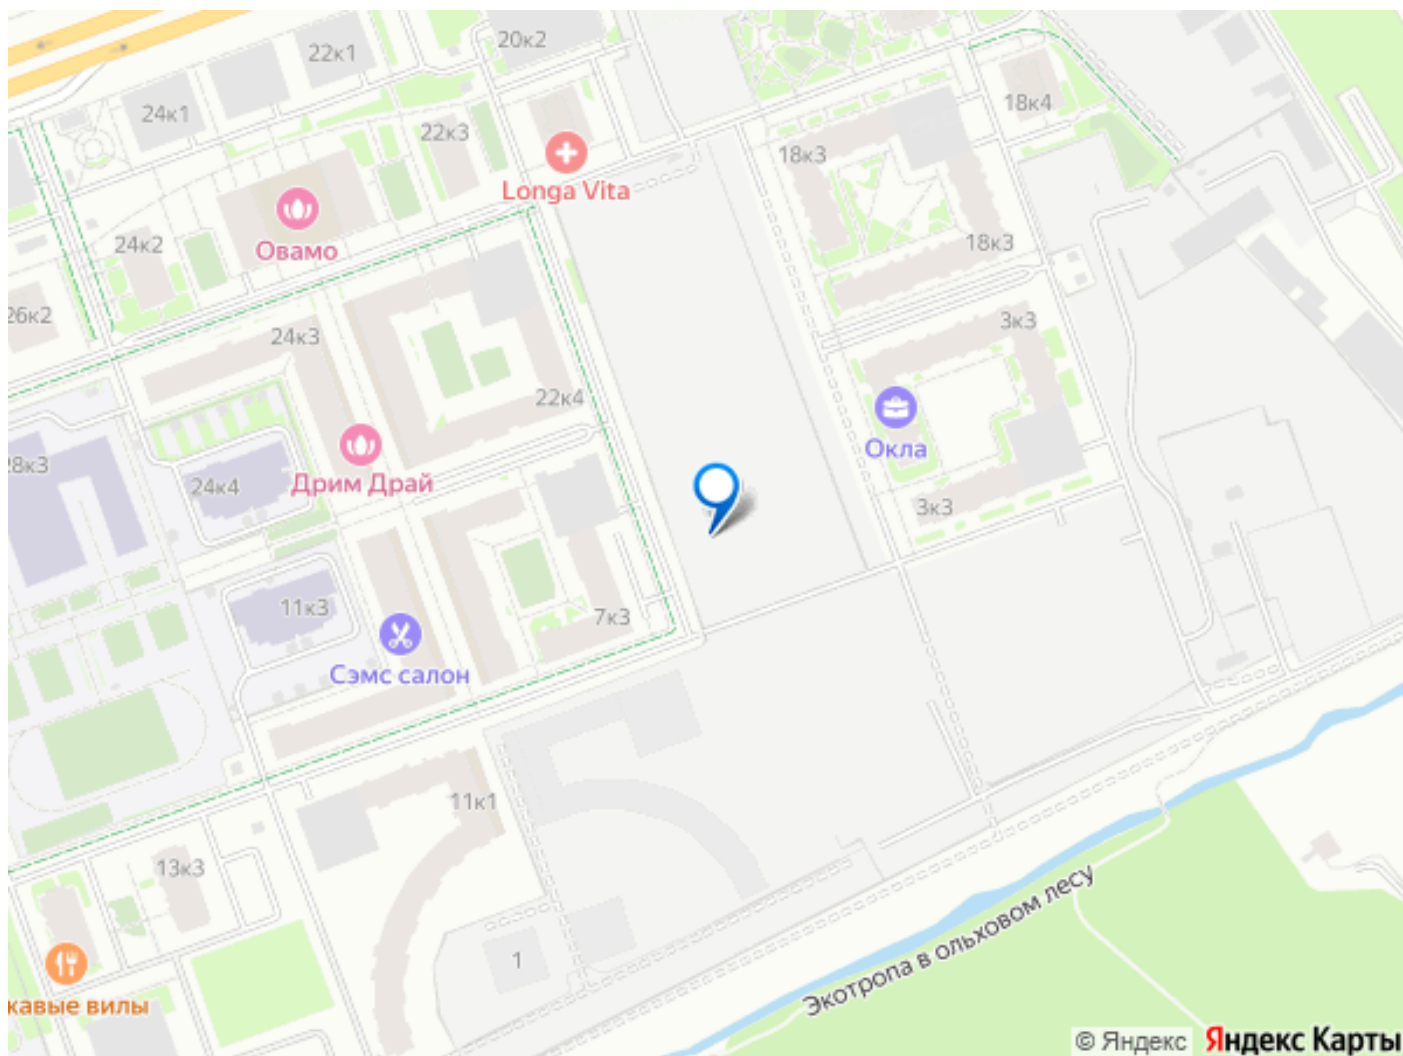 22к1
20к2
24к1
18к4
22к3
18к3
Longa Vita
24к2
Овамо
18к3
26к2
24к3
3к3
22к4
Окла
28к3
24к4
Дрим Драй
3к3
11к3
7к3
Сэмс салон
11к1
13к3
Экотропа в ольховом лесу
1
кавые вилы
© Яндекс Яндекс Карты